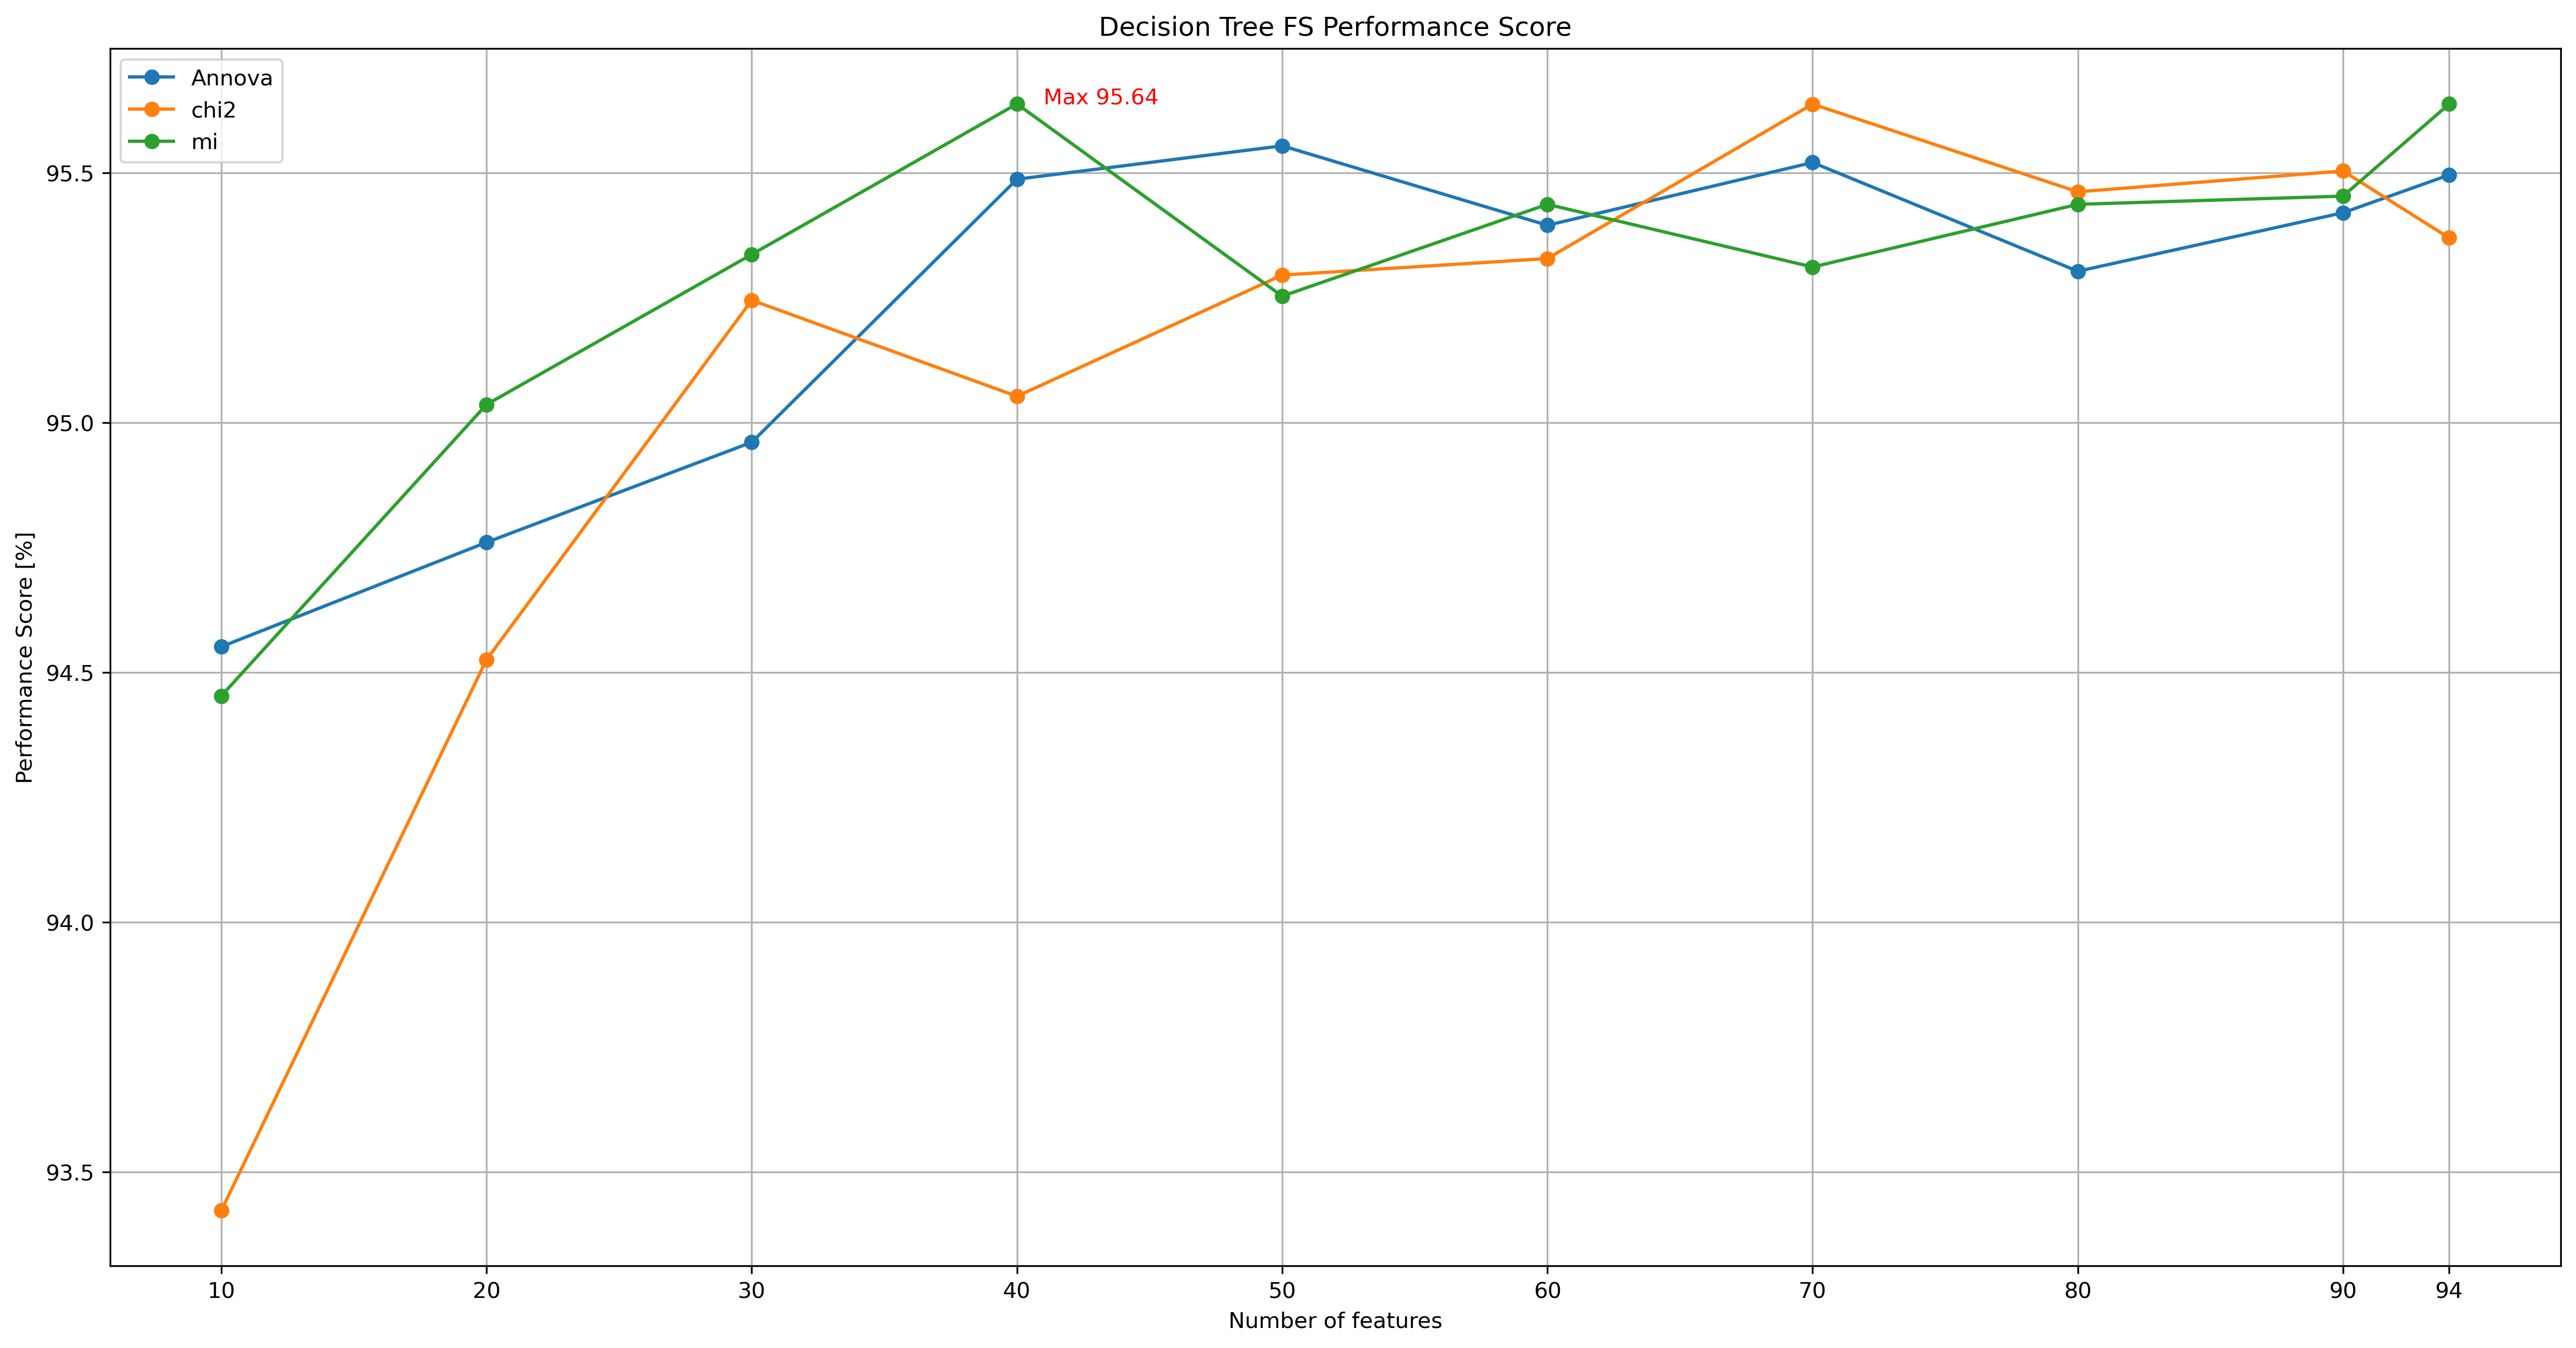 Decision Tree FS Performance Score
Annova
chi2
mi
Max 95.64
95.5
95.0
94.5
94.0
93.5
Performance Score [%]
10 20 30 40 50 60 70 80 90 94
Number of features